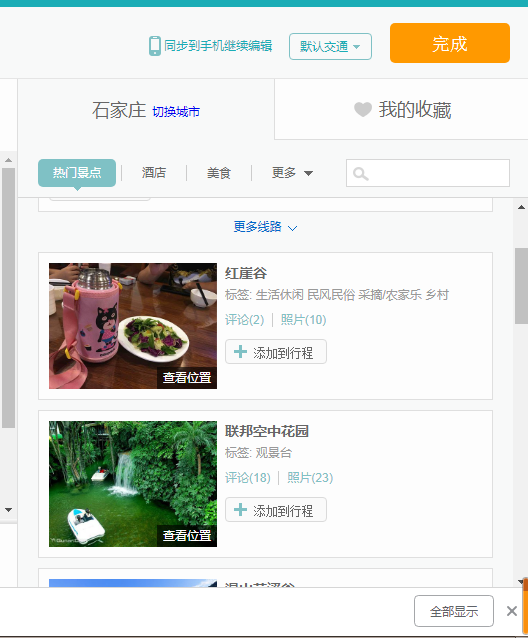 同步到手机继续编辑
默认交通
完成
石家庄 切换城市
我的收藏
热门景点
酒店
美食
更多
更多线路
红崖谷
标签: 生活休闲 民风民俗 采摘/农家乐 乡村
评论(2)
照片(10)
添加到行程
查看位置
联邦空中花园
标签: 观景台
评论(18)
照片(23)
添加到行程
查看位置
全部显示